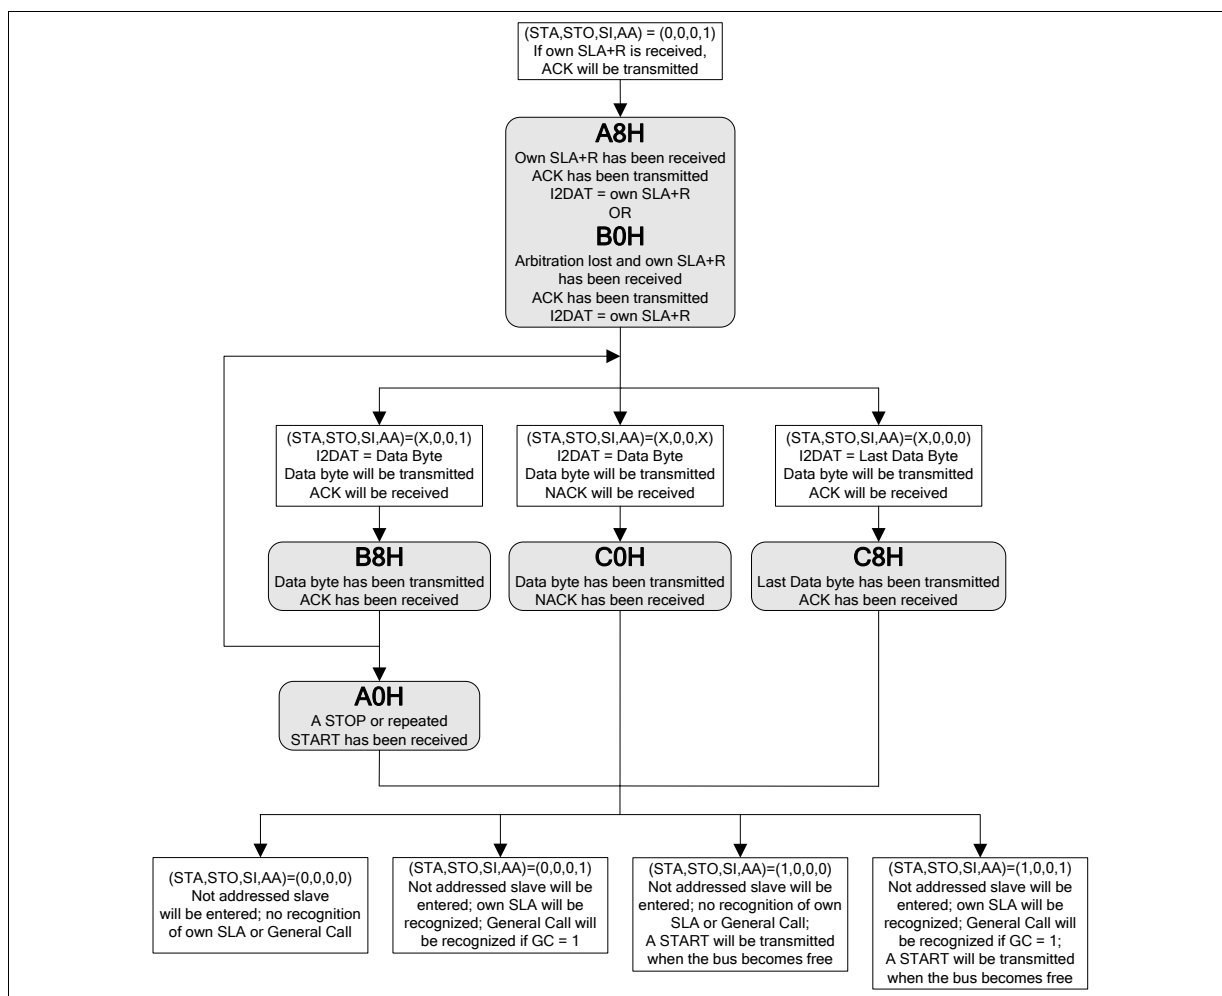 (STA,STO,SI,AA) = (0,0,0,1)
If own SLA+R is received,
ACK will be transmitted
A8H
Own SLA+R has been received
ACK has been transmitted
I2DAT = own SLA+R
OR
B0H
Arbitration lost and own SLA+R
has been received
ACK has been transmitted
I2DAT = own SLA+R
(STA,STO,SI,AA)=(X,0,0,1)
I2DAT = Data Byte
Data byte will be transmitted
ACK will be received
(STA,STO,SI,AA)=(X,0,0,X)
I2DAT = Data Byte
Data byte will be transmitted
NACK will be received
(STA,STO,SI,AA)=(X,0,0,0)
I2DAT = Last Data Byte
Data byte will be transmitted
ACK will be received
B8H
Data byte has been transmitted
ACK has been received
C0H
Data byte has been transmitted
NACK has been received
C8H
Last Data byte has been transmitted
ACK has been received
A0H
A STOP or repeated
START has been received
(STA,STO,SI,AA)=(0,0,0,0)
Not addressed slave
will be entered; no recognition
of own SLA or General Call
(STA,STO,SI,AA)=(0,0,0,1)
Not addressed slave will be
entered; own SLA will be
recognized; General Call will
be recognized if GC = 1
(STA,STO,SI,AA)=(1,0,0,0)
Not addressed slave will be
entered; no recognition of own
SLA or General Call;
A START will be transmitted
when the bus becomes free
(STA,STO,SI,AA)=(1,0,0,1)
Not addressed slave will be
entered; own SLA will be
recognized; General Call will
be recognized if GC = 1;
A START will be transmitted
when the bus becomes free